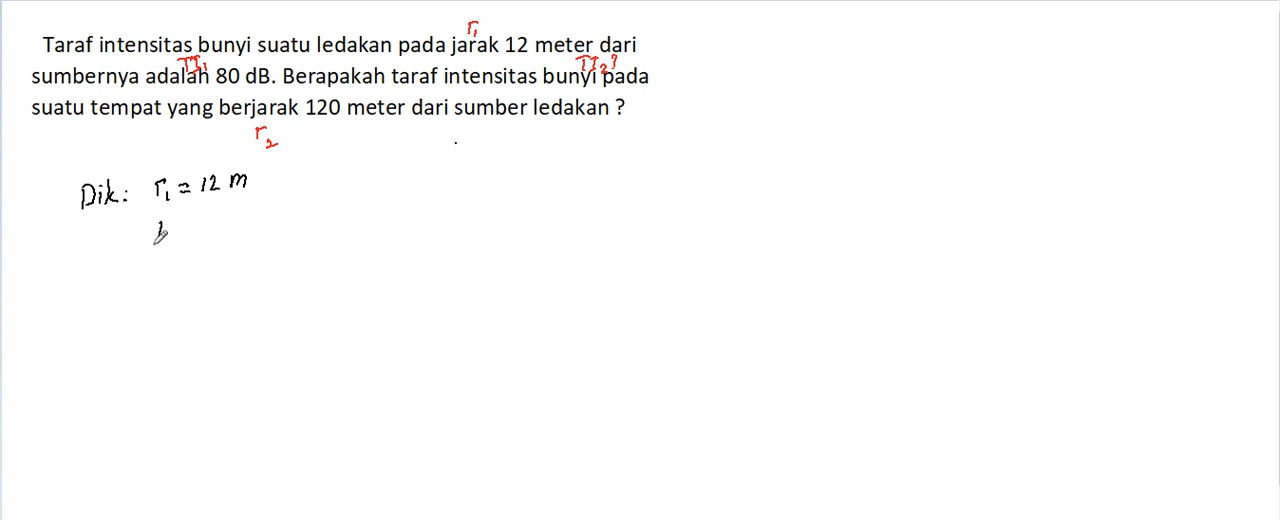 r₁
Taraf intensitas bunyi suatu ledakan pada jarak 12 meter dari
TI₁ TI₂?
sumbernya adalah 80 dB. Berapakah taraf intensitas bunyi pada
suatu tempat yang berjarak 120 meter dari sumber ledakan ?
r₂
Dik: r₁ = 12 m